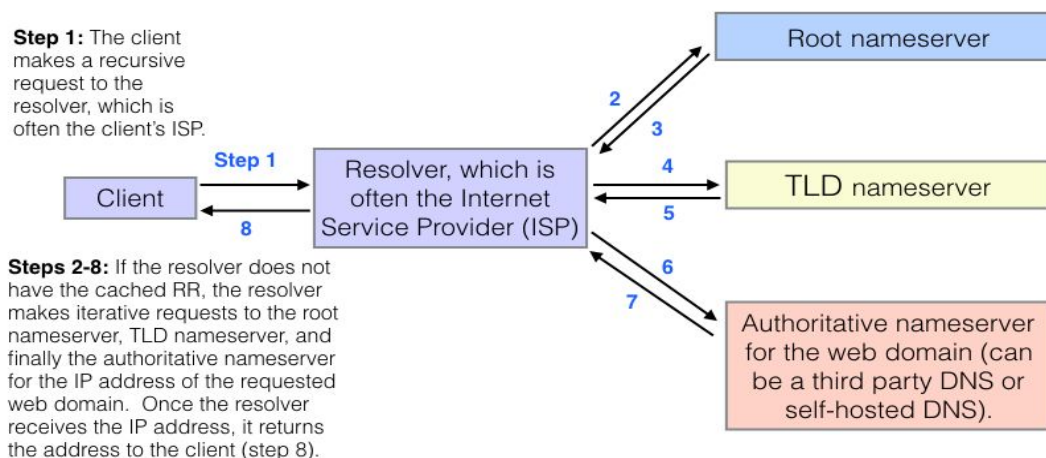 Step 1: The client
makes a recursive
request to the
resolver, which is
often the client's ISP.
Root nameserver
2
3
Step 1
Client
8
Resolver, which is
often the Internet
Service Provider (ISP)
4
5
TLD nameserver
6
7
Steps 2-8: If the resolver does not
have the cached RR, the resolver
makes iterative requests to the root
nameserver, TLD nameserver, and
finally the authoritative nameserver
for the IP address of the requested
web domain. Once the resolver
receives the IP address, it returns
the address to the client (step 8).
Authoritative nameserver
for the web domain (can
be a third party DNS or
self-hosted DNS).